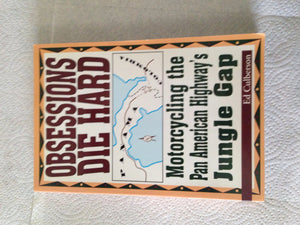 OBSESSIONS
DIE HARD
Motorcycling the
Pan American Highway's
Jungle Gap
Ed Culberson